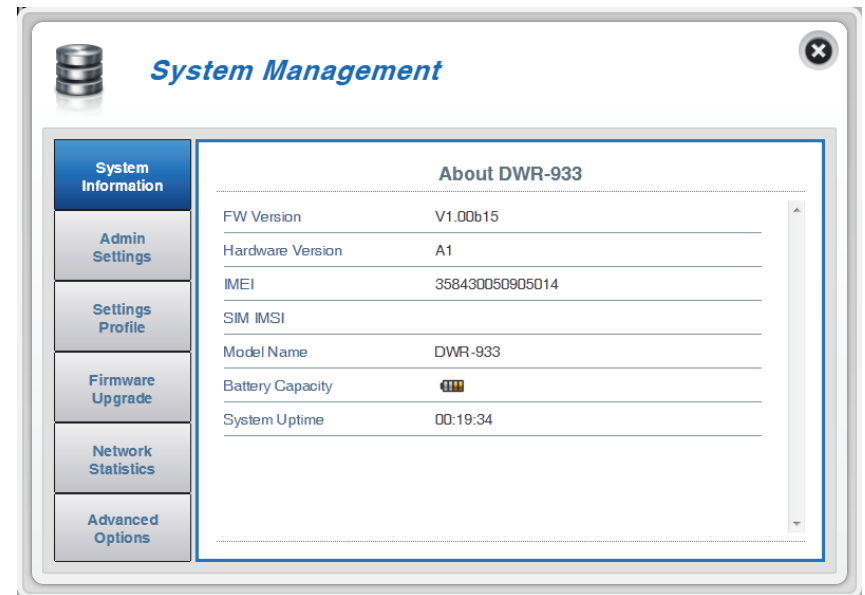 System Management
System
Information
Admin
Settings
Settings
Profile
Firmware
Upgrade
Network
Statistics
Advanced
Options
About DWR-933
FW Version V1.00b15
Hardware Version A1
IMEI 358430050905014
SIM IMSI
Model Name DWR-933
Battery Capacity
System Uptime 00:19:34